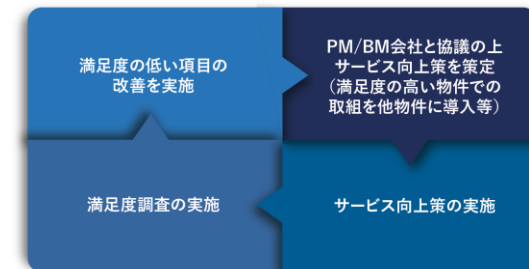 満足度の低い項目の
改善を実施
PM/BM会社と協議の上
サービス向上策を策定
（満足度の高い物件での
取組を他物件に導入等）
満足度調査の実施
サービス向上策の実施